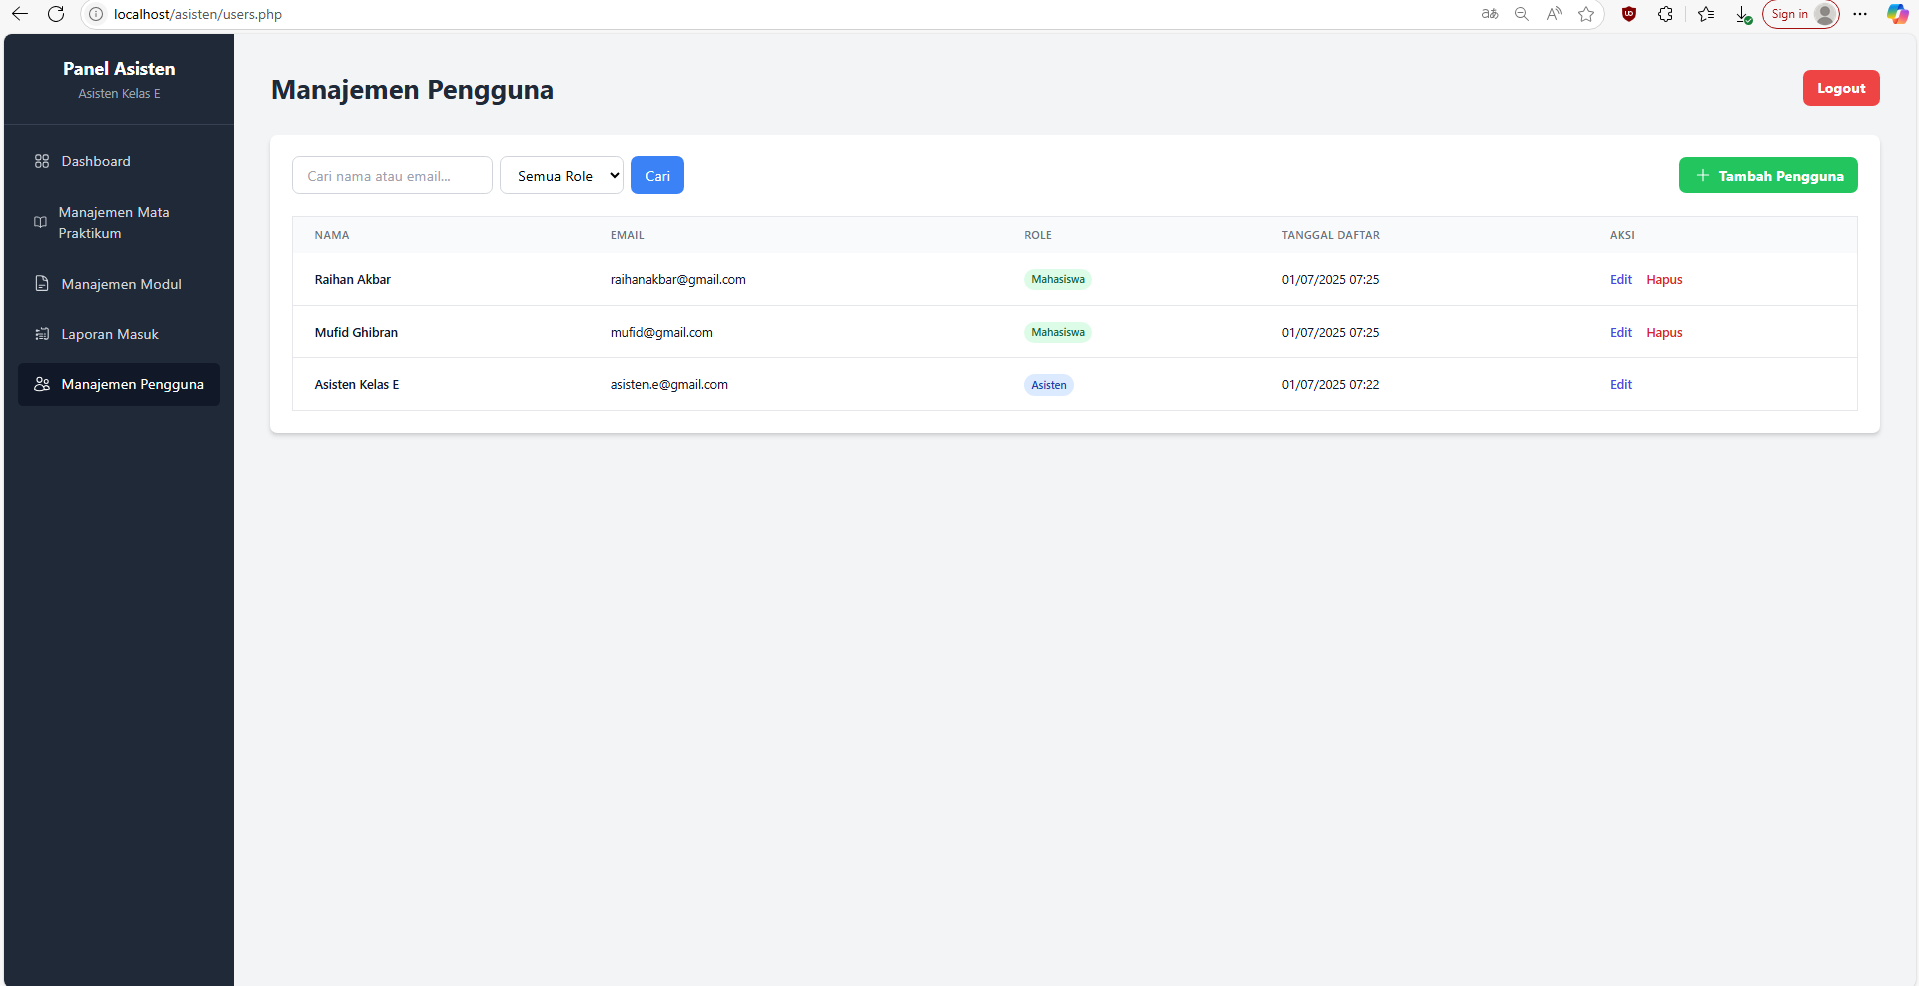 localhost/asisten/users.php
aあ
A
UD
Sign in
Panel Asisten
Asisten Kelas E
Dashboard
Manajemen Mata
Praktikum
Manajemen Modul
Laporan Masuk
Manajemen Pengguna
Manajemen Pengguna
Logout
Cari nama atau email...
Semua Role
Cari
+ Tambah Pengguna
NAMA EMAIL ROLE TANGGAL DAFTAR AKSI
Raihan Akbar raihanakbar@gmail.com Mahasiswa 01/07/2025 07:25 Edit Hapus
Mufid Ghibran mufid@gmail.com Mahasiswa 01/07/2025 07:25 Edit Hapus
Asisten Kelas E asisten.e@gmail.com Asisten 01/07/2025 07:22 Edit